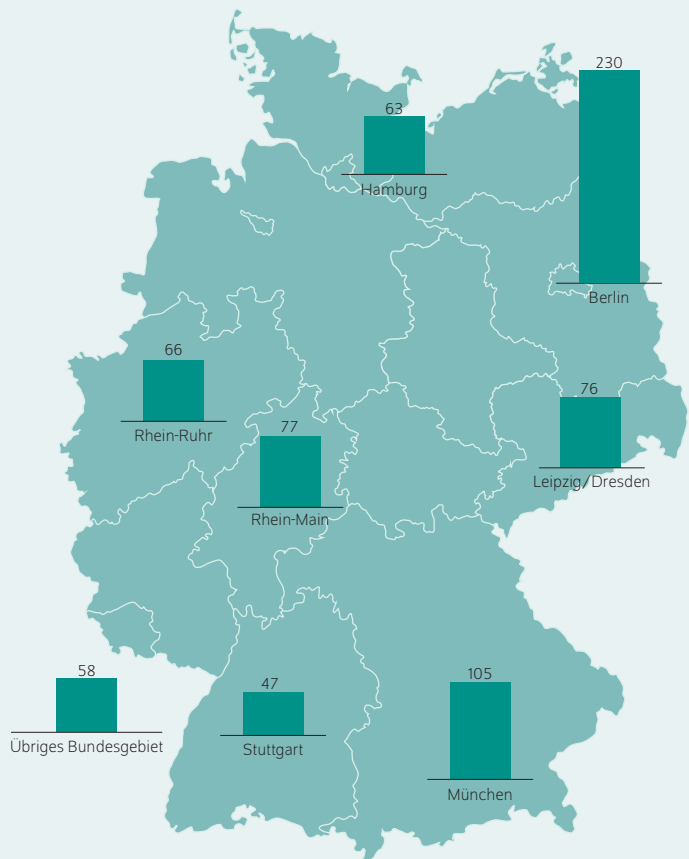 230
Berlin
63
Hamburg
66
Rhein-Ruhr
76
Leipzig/Dresden
77
Rhein-Main
58
Übriges Bundesgebiet
47
Stuttgart
105
München